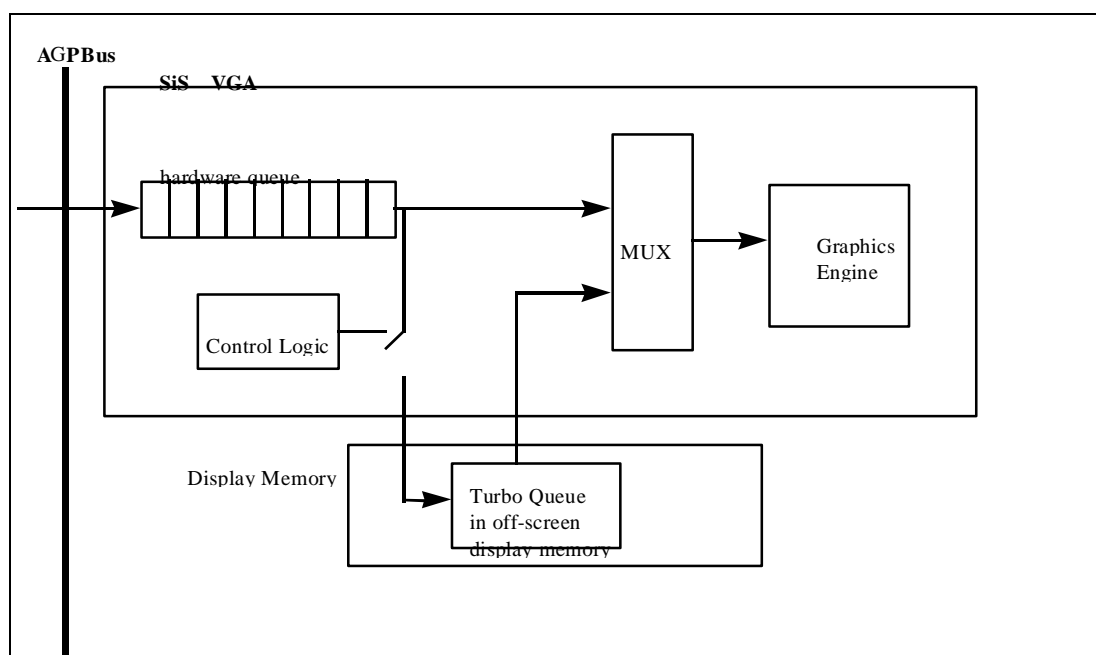 AGPBus
SiS VGA
hardware queue
MUX
Graphics
Engine
Control Logic
Display Memory
Turbo Queue
in off-screen
display memory